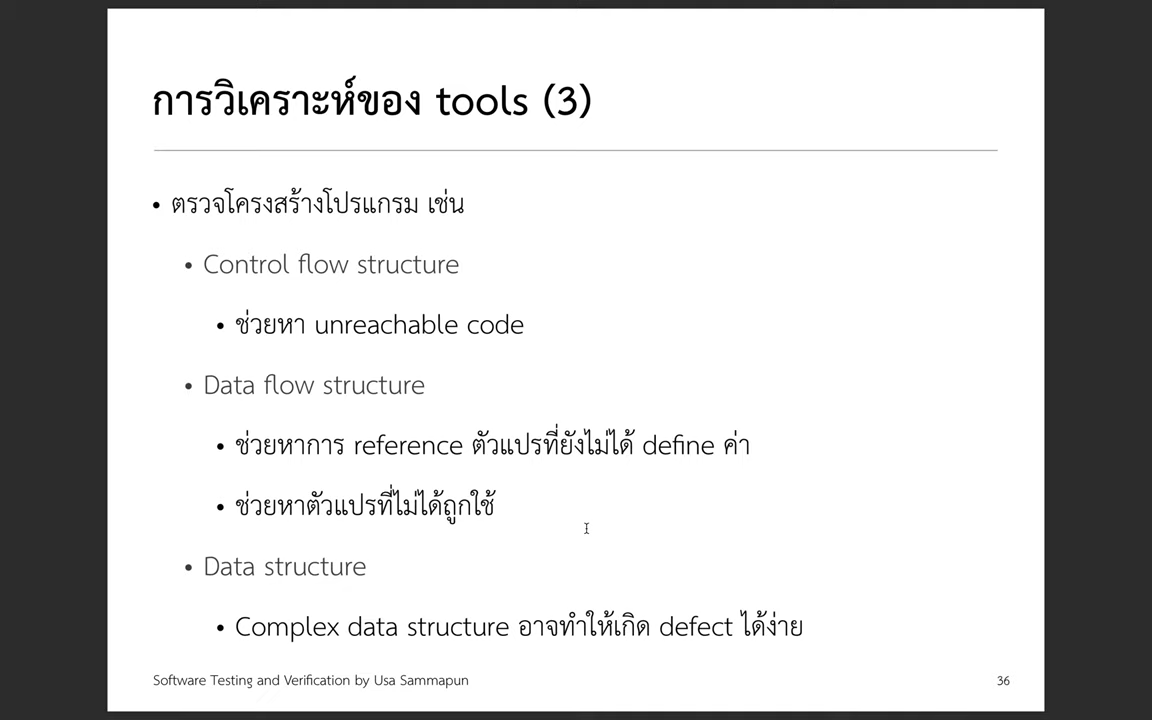 การวิเคราะห์ของ tools (3)
• ตรวจโครงสร้างโปรแกรม เช่น
• Control flow structure
• ช่วยหา unreachable code
• Data flow structure
• ช่วยหาการ reference ตัวแปรที่ยังไม่ได้ define ค่า
• ช่วยหาตัวแปรที่ไม่ได้ถูกใช้
• Data structure
• Complex data structure อาจทำให้เกิด defect ได้ง่าย
Software Testing and Verification by Usa Sammapun
36